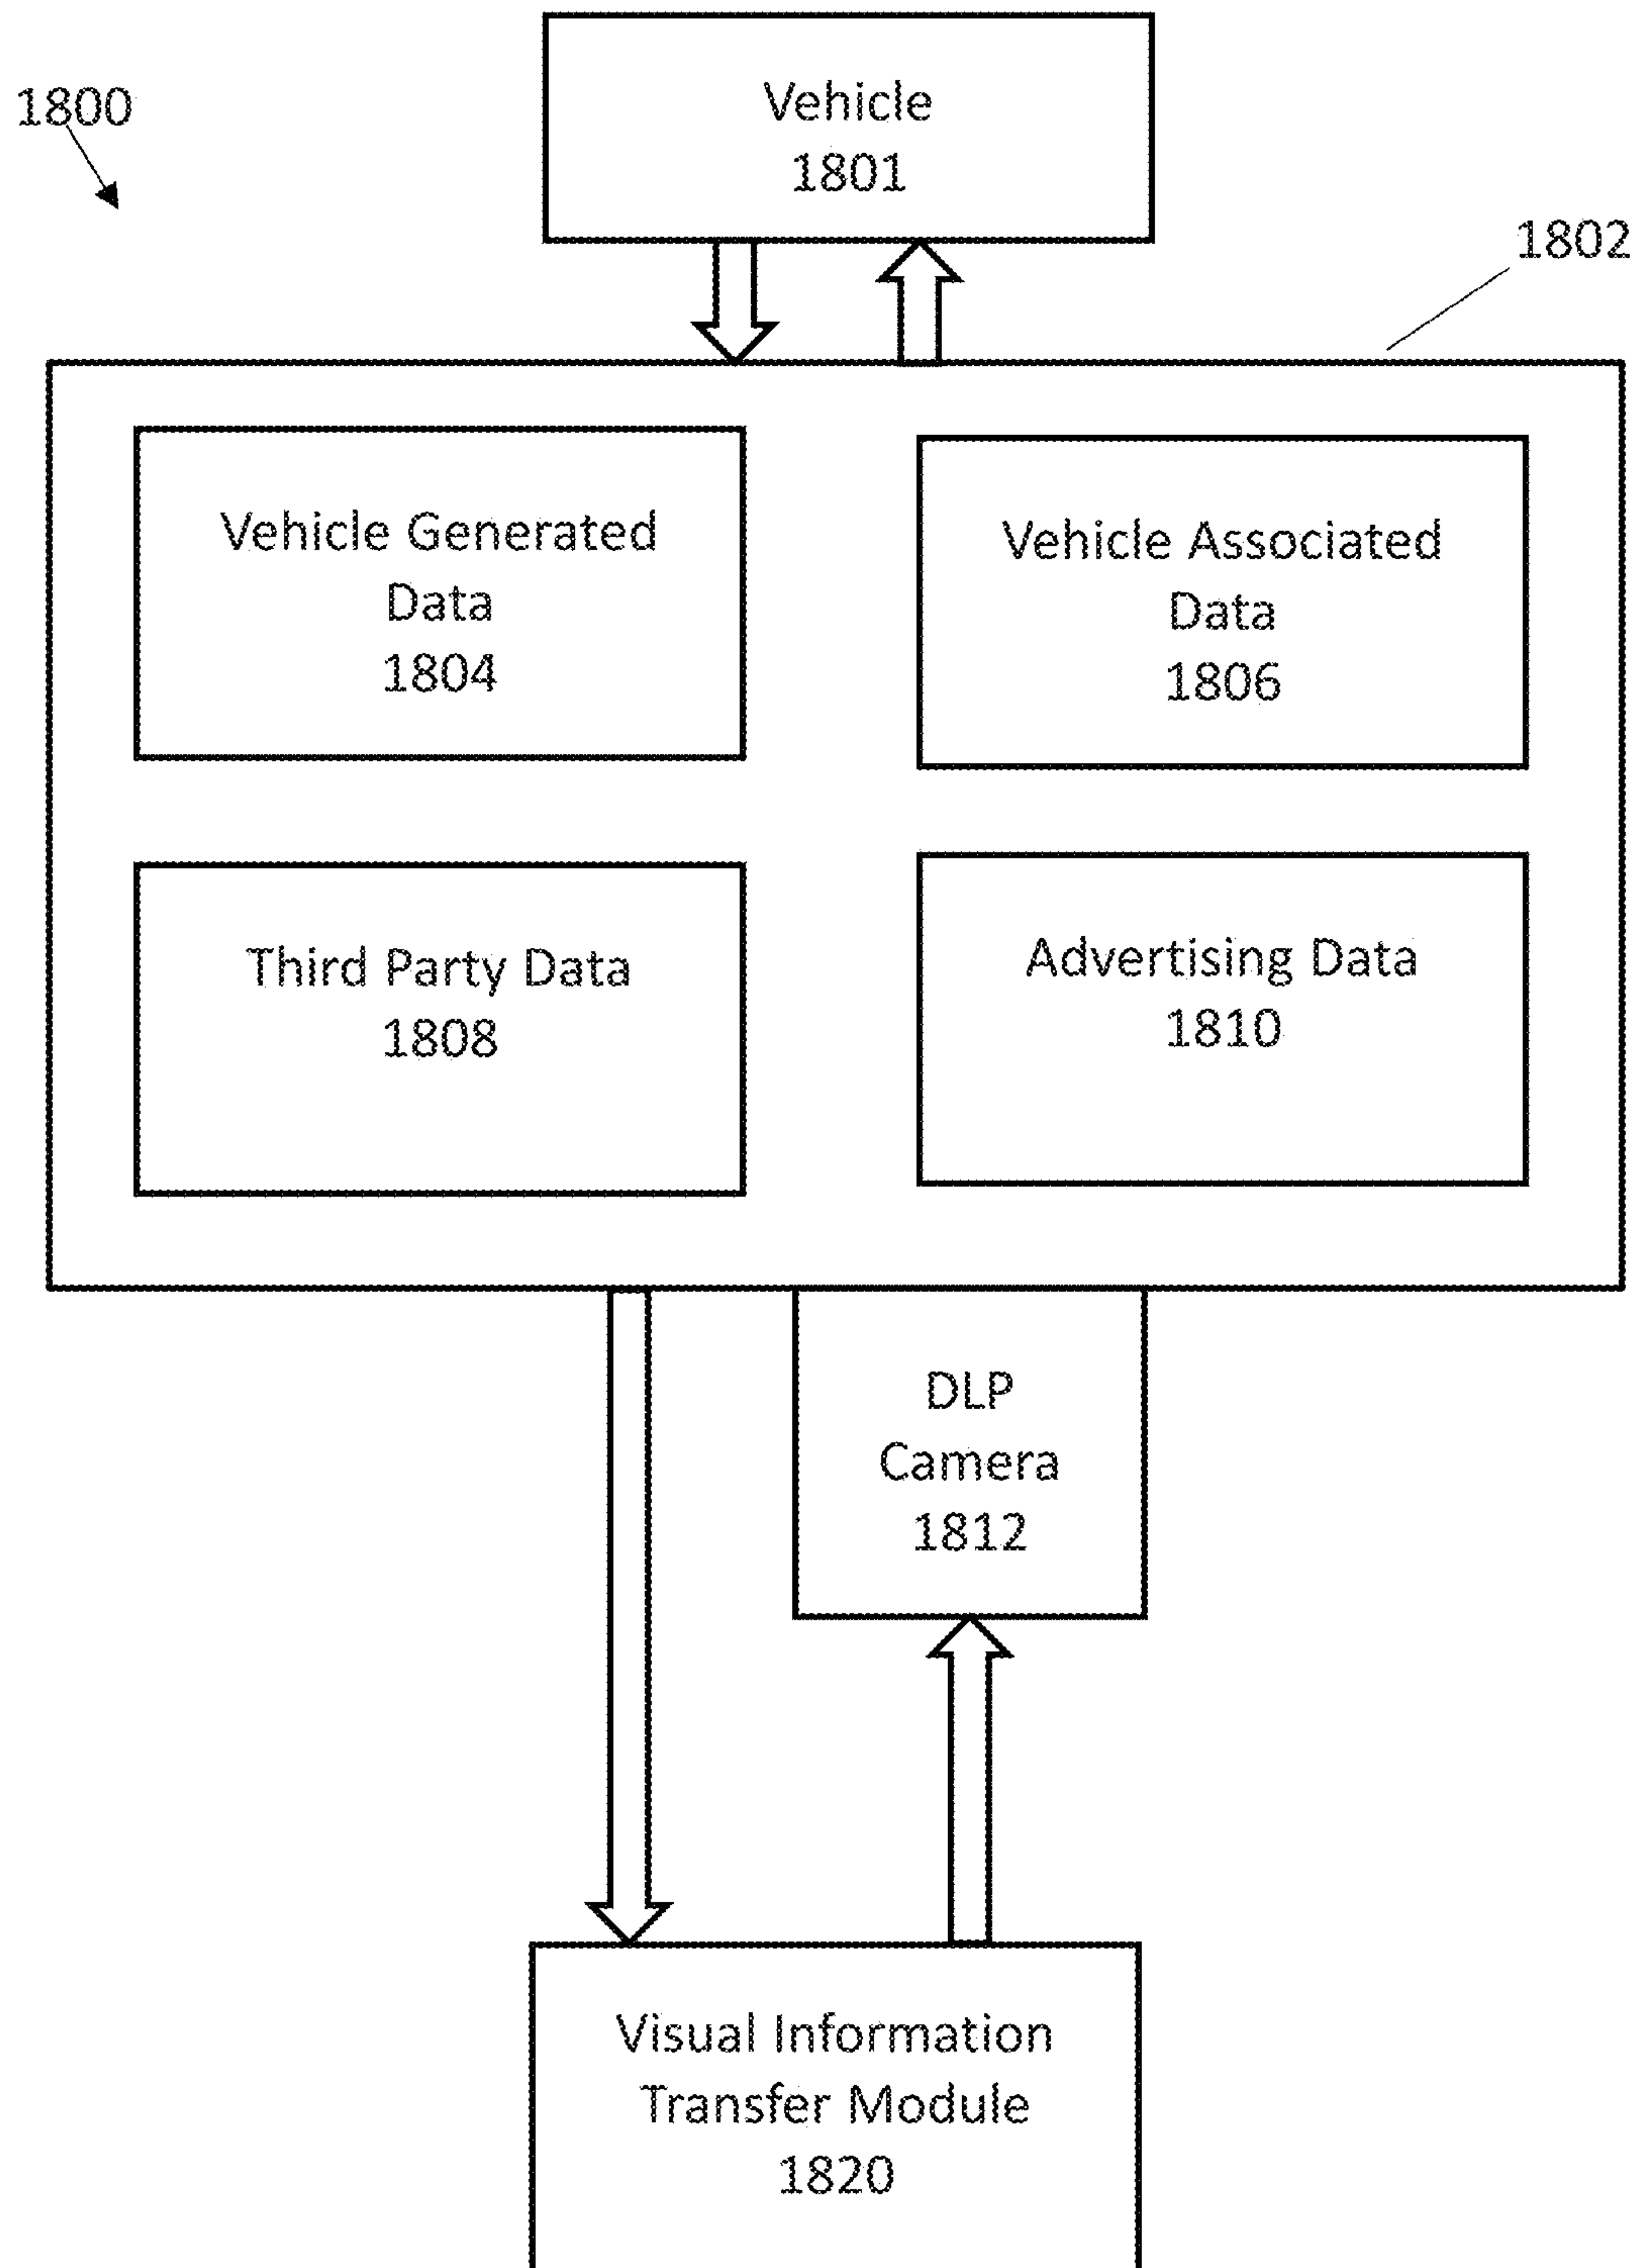 1800
Vehicle
1801
1802
Vehicle Generated
Data
1804
Vehicle Associated
Data
1806
Third Party Data
1808
Advertising Data
1810
DLP
Camera
1812
Visual Information
Transfer Module
1820